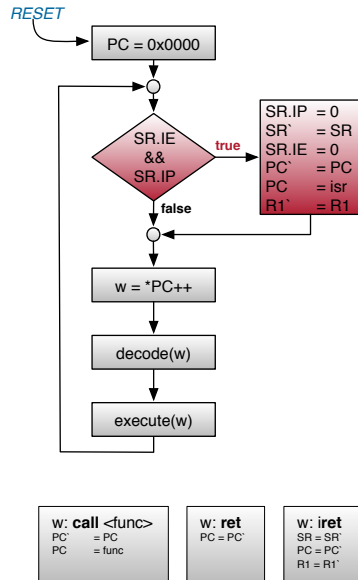 RESET
PC = 0x0000
SR.IE
&&
SR.IP
true
false
SR.IP = 0
SR` = SR
SR.IE = 0
PC` = PC
PC = isr
R1` = R1
w = *PC++
decode(w)
execute(w)
w: call <func>
PC` = PC
PC = func
w: ret
PC = PC`
w: iret
SR = SR`
PC = PC`
R1 = R1`